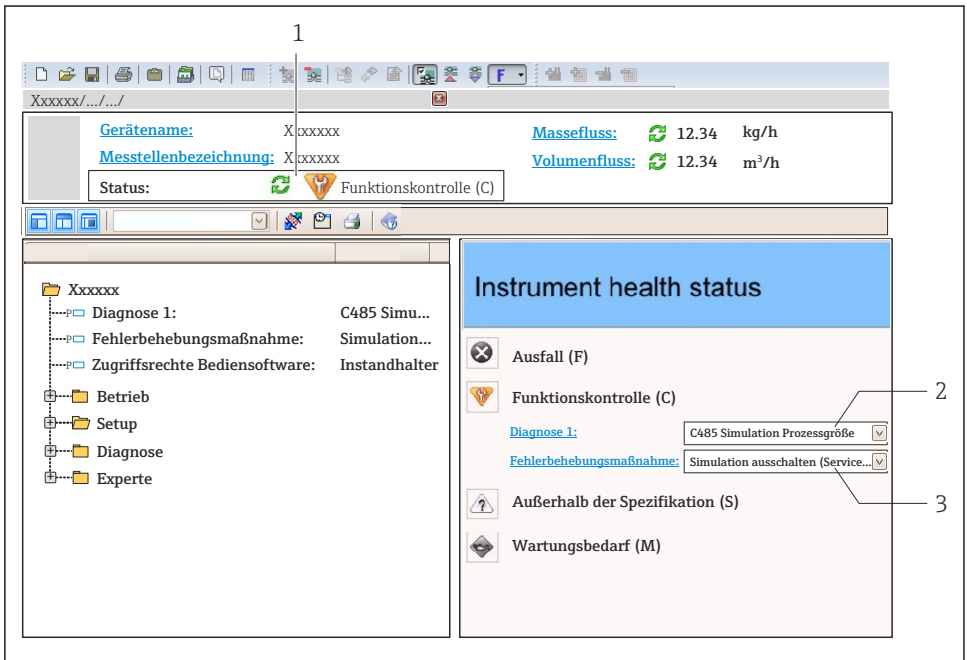 1
F
Xxxxxx/.../.../
Gerätename: Xxxxxxx
Massefluss: 12.34 kg/h
Messtellenbezeichnung: Xxxxxxx
Volumenfluss: 12.34 m³/h
Status: Funktionskontrolle (C)
Xxxxxx
P Diagnose 1: C485 Simu...
P Fehlerbehebungsmaßnahme: Simulation...
P Zugriffsrechte Bediensoftware: Instandhalter
Betrieb
Setup
Diagnose
Experte
Instrument health status
Ausfall (F)
Funktionskontrolle (C)
2
Diagnose 1: C485 Simulation Prozessgröße
Fehlerbehebungsmaßnahme: Simulation ausschalten (Service...
3
Außerhalb der Spezifikation (S)
Wartungsbedarf (M)